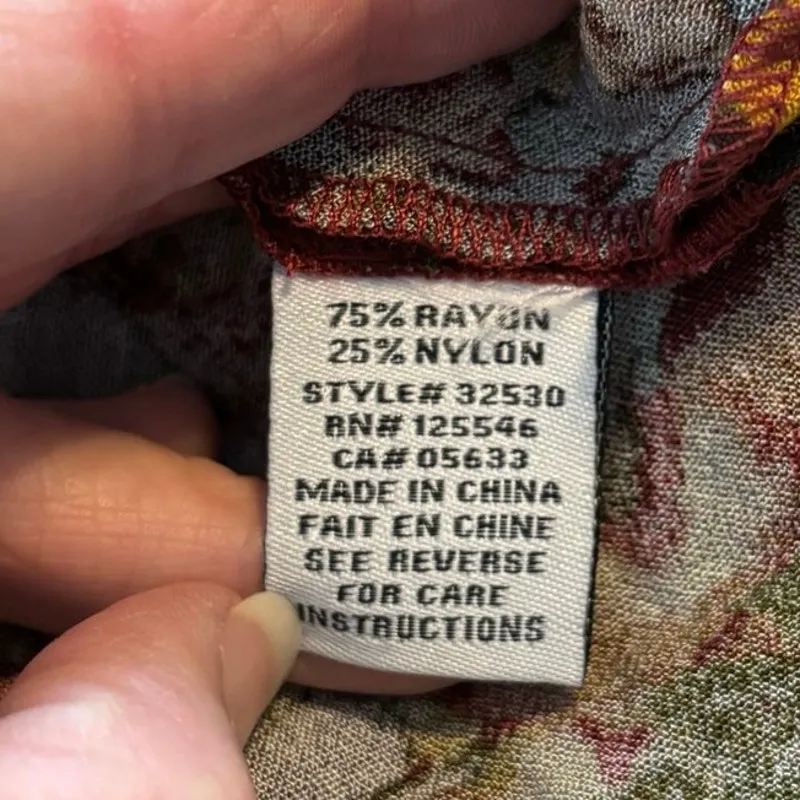 75% RAYON
25% NYLON
STYLE# 32530
RN# 125546
CA# 05633
MADE IN CHINA
FAIT EN CHINE
SEE REVERSE
FOR CARE
INSTRUCTIONS